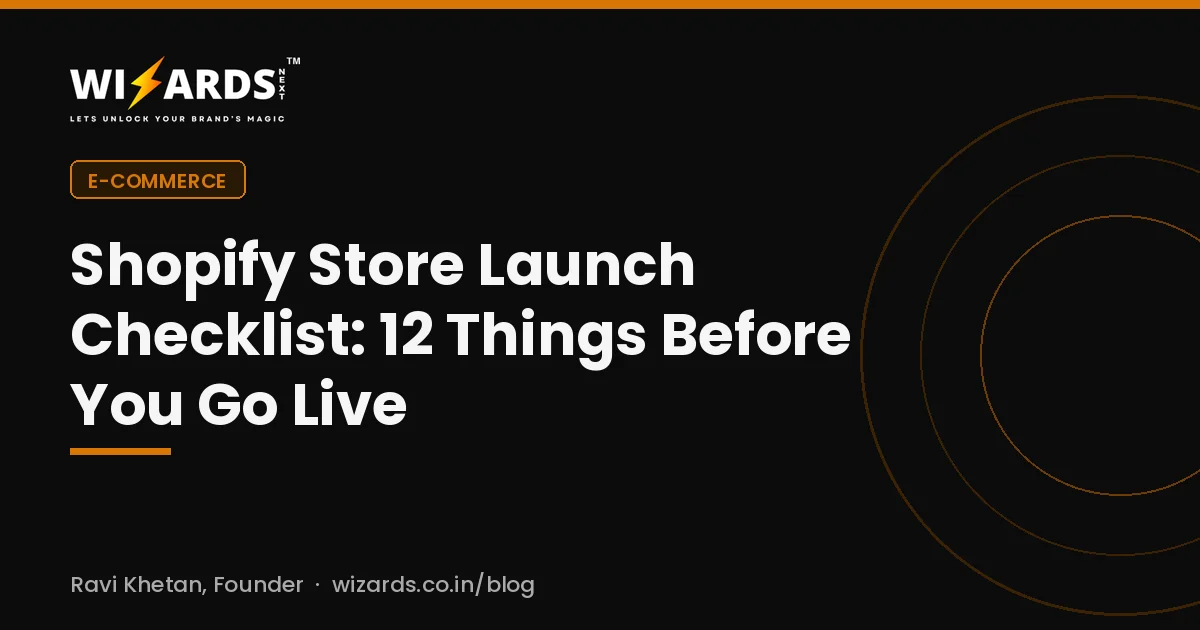 WIZARDS NEXT TM
LETS UNLOCK YOUR BRAND'S MAGIC
E-COMMERCE
Shopify Store Launch
Checklist: 12 Things Before
You Go Live
Ravi Khetan, Founder · wizards.co.in/blog